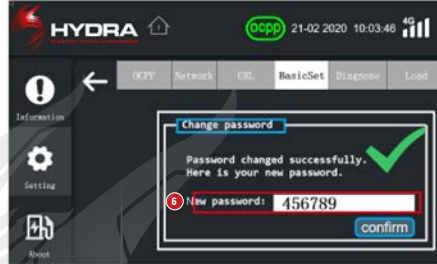 HYDRA
ocpp 21-02 2020 10:03:46 4G
OCPP Network URL BasicSet Diagnose Load
Information
Change password
Password changed successfully.
Here is your new password.
Setting
6 New password: 456789
confirm
About